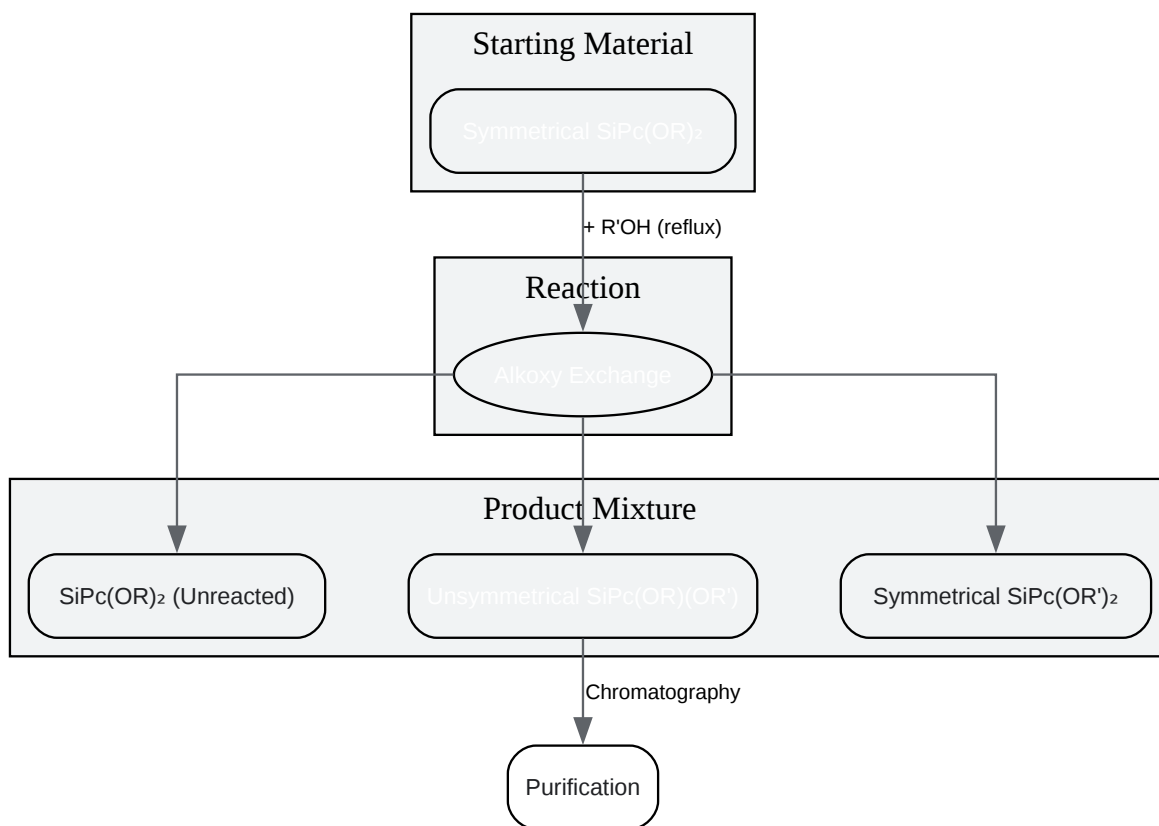 Starting Material
Symmetrical SiPc(OR)₂
+ R'OH (reflux)
Reaction
Alkoxy Exchange
Product Mixture
SiPc(OR)₂ (Unreacted)
Unsymmetrical SiPc(OR)(OR')
Symmetrical SiPc(OR')₂
Chromatography
Purification